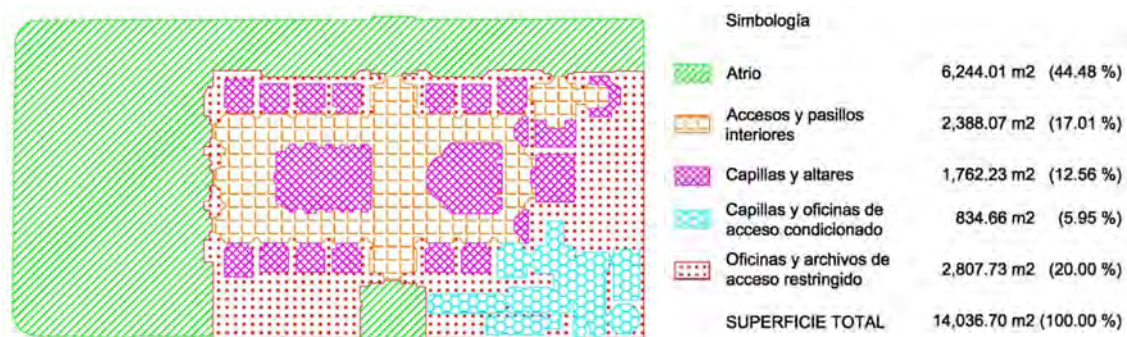 Simbología
Atrio 6,244.01 m2 (44.48 %)
Accesos y pasillos 2,388.07 m2 (17.01 %)
interiores
Capillas y altares 1,762.23 m2 (12.56 %)
Capillas y oficinas de 834.66 m2 (5.95 %)
acceso condicionado
Oficinas y archivos de 2,807.73 m2 (20.00 %)
acceso restringido
SUPERFICIE TOTAL 14,036.70 m2 (100.00 %)